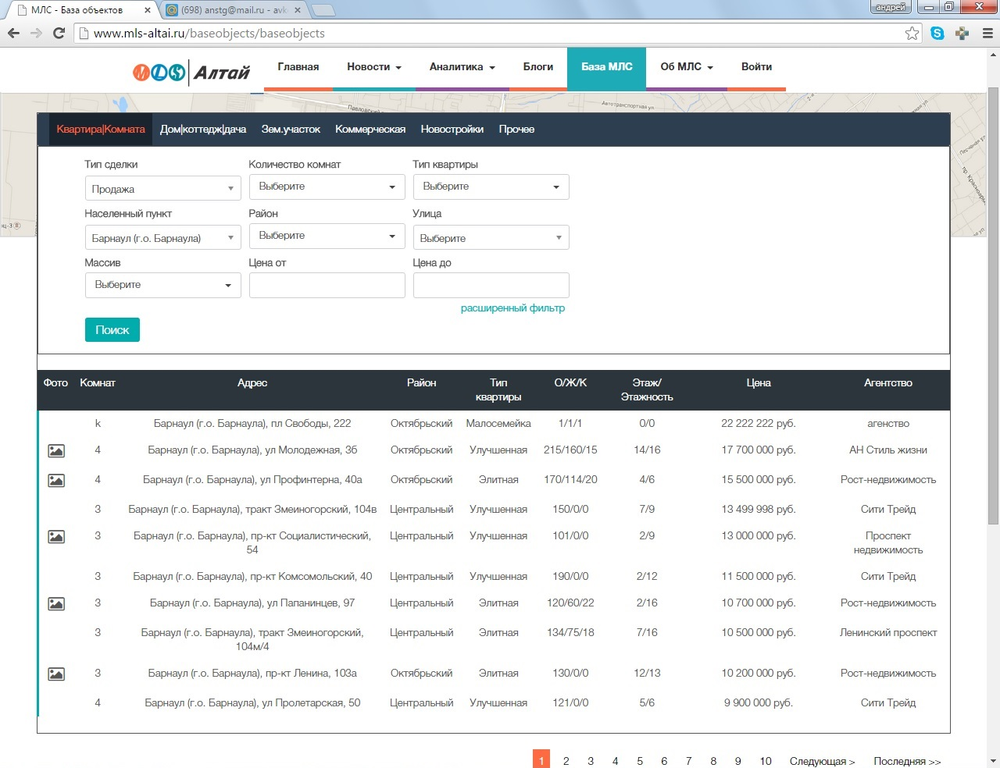 МЛС - База объектов
(698) anstg@mail.ru - avk
андрей
www.mls-altai.ru/baseobjects/baseobjects
MLS Алтай
Главная
Новости
Аналитика
Блоги
База МЛС
Об МЛС
Войти
Павловский
Автотранспортная ул.
Квартира|Комната
Дом|коттедж|дача
Зем.участок
Коммерческая
Новостройки
Прочее
Тип сделки
Количество комнат
Тип квартиры
Продажа
Выберите
Выберите
Населенный пункт
Район
Улица
Барнаул (г.о. Барнаула)
Выберите
Выберите
Массив
Цена от
Цена до
Выберите
расширенный фильтр
Поиск
Фото Комнат Адрес Район Тип квартиры О/Ж/К Этаж/ Этажность Цена Агентство
k Барнаул (г.о. Барнаула), пл Свободы, 222 Октябрьский Малосемейка 1/1/1 0/0 22 222 222 руб. агенство
4 Барнаул (г.о. Барнаула), ул Молодежная, 3б Октябрьский Улучшенная 215/160/15 14/16 17 700 000 руб. АН Стиль жизни
4 Барнаул (г.о. Барнаула), ул Профинтерна, 40а Октябрьский Элитная 170/114/20 4/6 15 500 000 руб. Рост-недвижимость
3 Барнаул (г.о. Барнаула), тракт Змеиногорский, 104в Центральный Улучшенная 150/0/0 7/9 13 499 998 руб. Сити Трейд
3 Барнаул (г.о. Барнаула), пр-кт Социалистический, 54 Центральный Улучшенная 101/0/0 2/9 13 000 000 руб. Проспект недвижимость
3 Барнаул (г.о. Барнаула), пр-кт Комсомольский, 40 Центральный Улучшенная 190/0/0 2/12 11 500 000 руб. Сити Трейд
3 Барнаул (г.о. Барнаула), ул Папанинцев, 97 Центральный Элитная 120/60/22 2/16 10 700 000 руб. Рост-недвижимость
3 Барнаул (г.о. Барнаула), тракт Змеиногорский, 104м/4 Центральный Элитная 134/75/18 7/16 10 500 000 руб. Ленинский проспект
3 Барнаул (г.о. Барнаула), пр-кт Ленина, 103а Октябрьский Элитная 130/0/0 12/13 10 200 000 руб. Рост-недвижимость
4 Барнаул (г.о. Барнаула), ул Пролетарская, 50 Центральный Улучшенная 121/0/0 5/6 9 900 000 руб. Сити Трейд
1 2 3 4 5 6 7 8 9 10 Следующая > Последняя >>